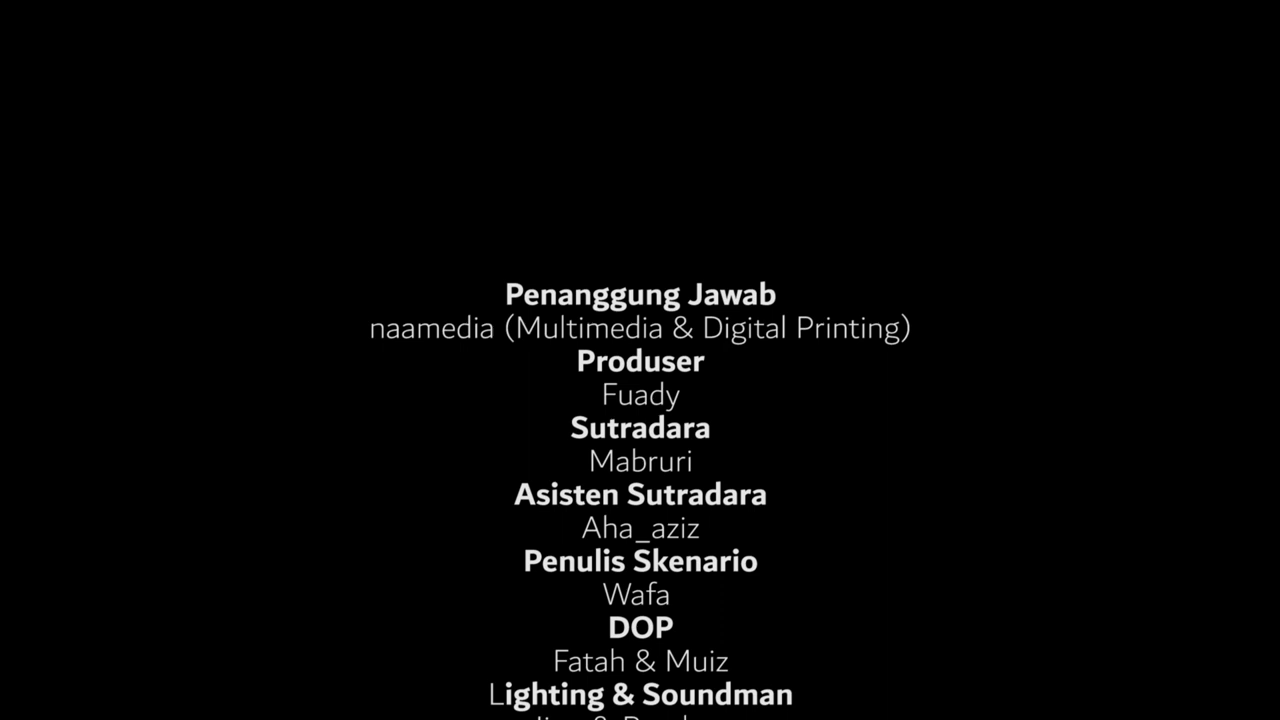 Penanggung Jawab
naamedia (Multimedia & Digital Printing)
Produser
Fuady
Sutradara
Mabruri
Asisten Sutradara
Aha_aziz
Penulis Skenario
Wafa
DOP
Fatah & Muiz
Lighting & Soundman